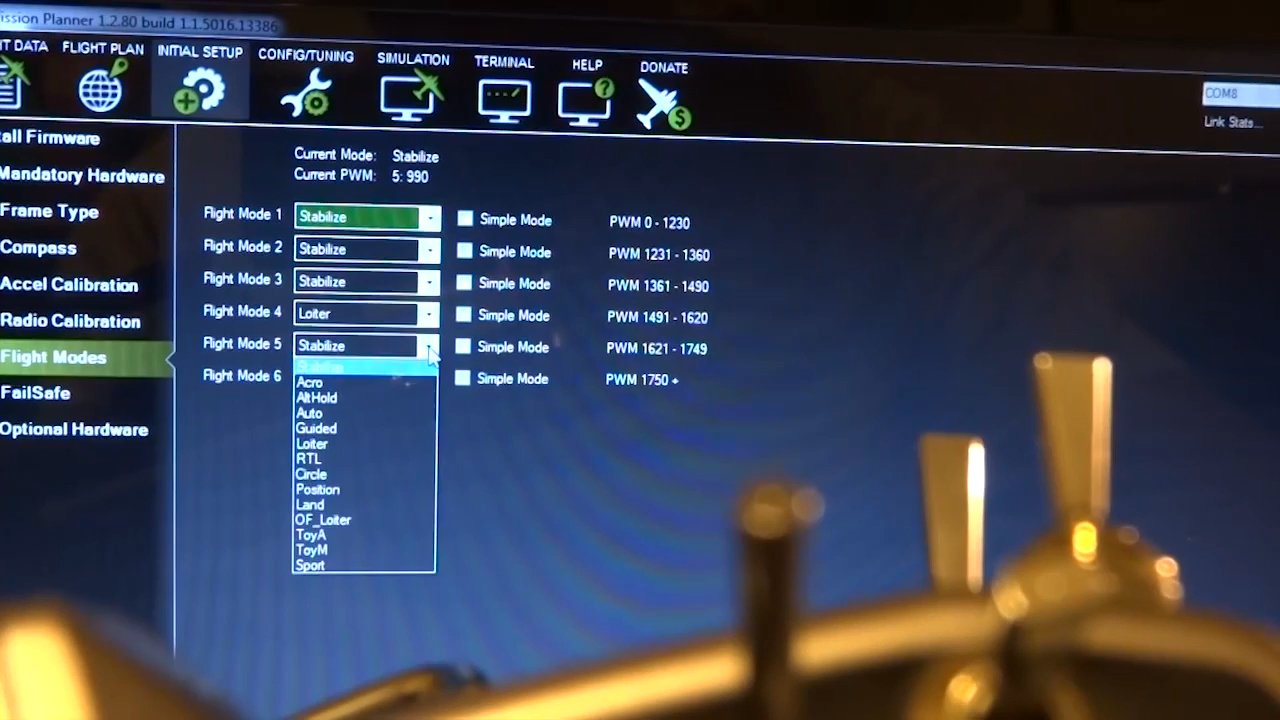 ission Planner 1.2.80 build 1.1.5016.13386
T DATA FLIGHT PLAN INITIAL SETUP CONFIG/TUNING SIMULATION TERMINAL HELP DONATE
COM8
Link Stats...
all Firmware
Mandatory Hardware
Frame Type
Compass
Accel Calibration
Radio Calibration
Flight Modes
FailSafe
Optional Hardware
Current Mode: Stabilize
Current PWM: 5: 990
Flight Mode 1 Stabilize Simple Mode PWM 0 - 1230
Flight Mode 2 Stabilize Simple Mode PWM 1231 - 1360
Flight Mode 3 Stabilize Simple Mode PWM 1361 - 1490
Flight Mode 4 Loiter Simple Mode PWM 1491 - 1620
Flight Mode 5 Stabilize Simple Mode PWM 1621 - 1749
Flight Mode 6 Simple Mode PWM 1750 +
Stabilize
Acro
AltHold
Auto
Guided
Loiter
RTL
Circle
Position
Land
OF_Loiter
ToyA
ToyM
Sport